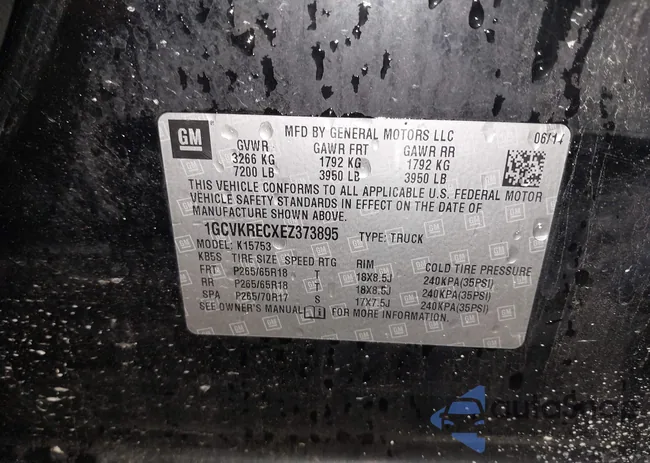 GM
MFD BY GENERAL MOTORS LLC 06/14
GVWR GAWR FRT GAWR RR
3266 KG 1792 KG 1792 KG
7200 LB 3950 LB 3950 LB
THIS VEHICLE CONFORMS TO ALL APPLICABLE U.S. FEDERAL MOTOR
VEHICLE SAFETY STANDARDS IN EFFECT ON THE DATE OF
MANUFACTURE SHOWN ABOVE.
1GCVKRECXEZ373895 TYPE: TRUCK
MODEL: K15753
KB5S TIRE SIZE SPEED RTG RIM COLD TIRE PRESSURE
FRT P265/65R18 T 18X8.5J 240KPA(35PSI)
RR P265/65R18 T 18X8.5J 240KPA(35PSI)
SPA P265/70R17 S 17X7.5J 240KPA(35PSI)
SEE OWNER'S MANUAL FOR MORE INFORMATION.